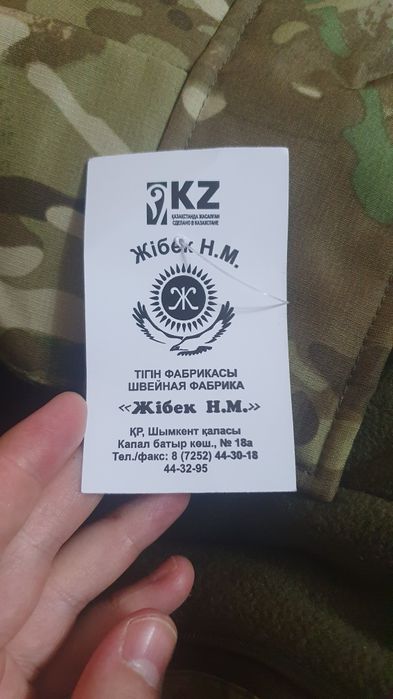 KZ
ҚАЗАҚСТАНДА ЖАСАЛҒАН
СДЕЛАНО В КАЗАХСТАНЕ
Жібек Н.М.
Ж
ТІГІН ФАБРИКАСЫ
ШВЕЙНАЯ ФАБРИКА
«Жібек Н.М.»
ҚР, Шымкент қаласы
Капал батыр көш., № 18а
Тел./факс: 8 (7252) 44-30-18
44-32-95